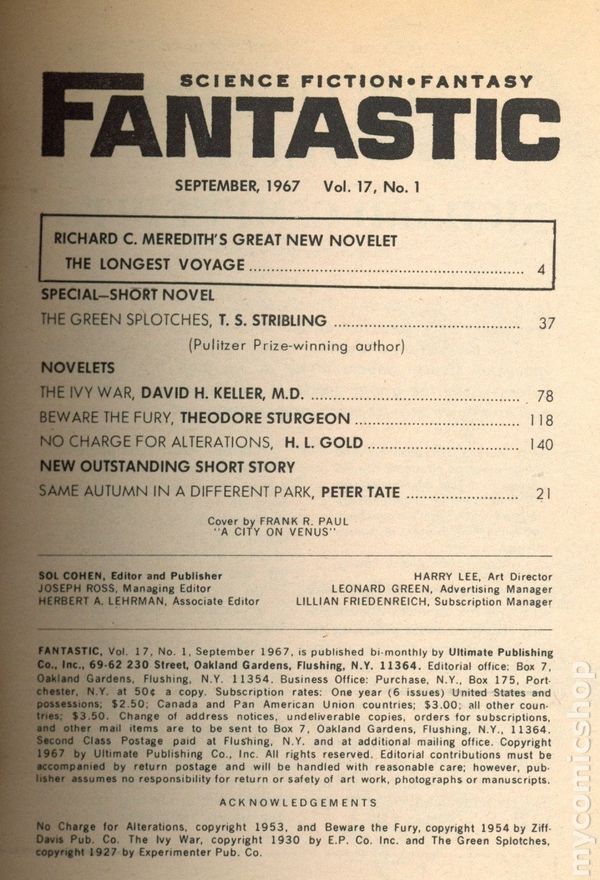 SCIENCE FICTION•FANTASY
FANTASTIC
SEPTEMBER, 1967 Vol. 17, No. 1
RICHARD C. MEREDITH'S GREAT NEW NOVELET
THE LONGEST VOYAGE ........................................ 4
SPECIAL—SHORT NOVEL
THE GREEN SPLOTCHES, T. S. STRIBLING ........................................ 37
(Pulitzer Prize-winning author)
NOVELETS
THE IVY WAR, DAVID H. KELLER, M.D. ........................................ 78
BEWARE THE FURY, THEODORE STURGEON ........................................ 118
NO CHARGE FOR ALTERATIONS, H. L. GOLD ........................................ 140
NEW OUTSTANDING SHORT STORY
SAME AUTUMN IN A DIFFERENT PARK, PETER TATE ........................ 21
Cover by FRANK R. PAUL
"A CITY ON VENUS"
SOL COHEN, Editor and Publisher
JOSEPH ROSS, Managing Editor
HERBERT A. LEHRMAN, Associate Editor
HARRY LEE, Art Director
LEONARD GREEN, Advertising Manager
LILLIAN FRIEDENREICH, Subscription Manager
FANTASTIC, Vol. 17, No. 1, September 1967, is published bi-monthly by Ultimate Publishing
Co., Inc., 69-62 230 Street, Oakland Gardens, Flushing, N.Y. 11364. Editorial office: Box 7,
Oakland Gardens, Flushing, N.Y. 11354. Business Office: Purchase, N.Y., Box 175, Port-
chester, N.Y. at 50¢ a copy. Subscription rates: One year (6 issues) United States and
possessions; $2.50; Canada and Pan American Union countries; $3.00; all other coun-
tries; $3.50. Change of address notices, undeliverable copies, orders for subscriptions,
and other mail items are to be sent to Box 7, Oakland Gardens, Flushing, N.Y., 11364.
Second Class Postage paid at Flushing, N.Y. and at additional mailing office. Copyright
1967 by Ultimate Publishing Co., Inc. All rights reserved. Editorial contributions must be
accompanied by return postage and will be handled with reasonable care; however, pub-
lisher assumes no responsibility for return or safety of art work, photographs or manuscripts.
ACKNOWLEDGEMENTS
No Charge for Alterations, copyright 1953, and Beware the Fury, copyright 1954 by Ziff-
Davis Pub. Co. The Ivy War, copyright 1930 by E.P. Co. Inc. and The Green Splotches,
copyright 1927 by Experimenter Pub. Co.
mycomicshop